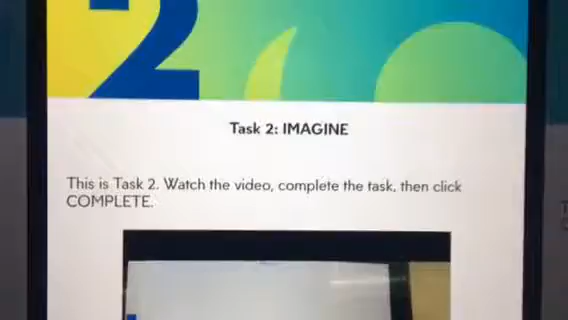 2
Task 2: IMAGINE
This is Task 2. Watch the video, complete the task, then click
COMPLETE.